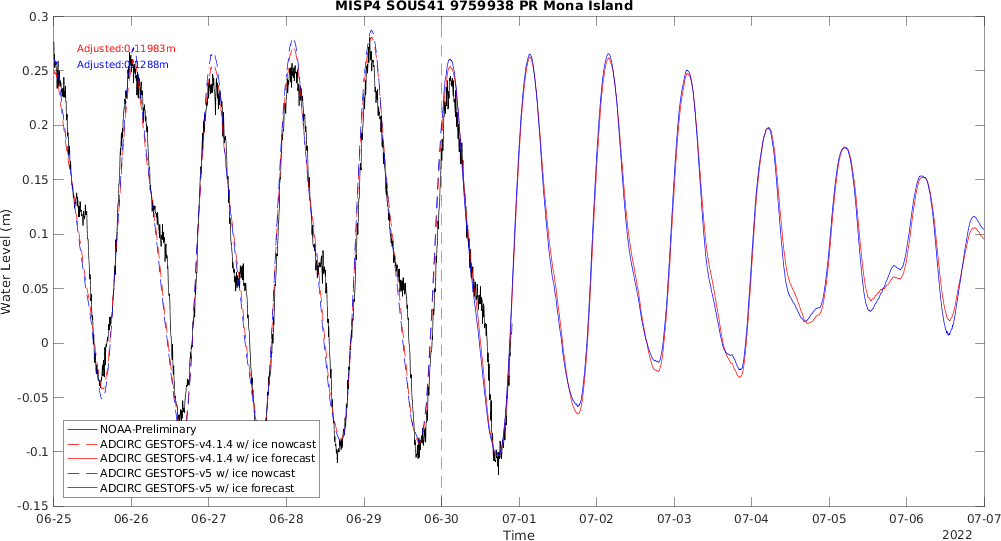 MISP4 SOUS41 9759938 PR Mona Island
0.3
0.25
0.2
0.15
0.1
0.05
0
-0.05
-0.1
-0.15
Water Level (m)
Adjusted:0.11983m
Adjusted:0.1288m
NOAA-Preliminary
ADCIRC GESTOFS-v4.1.4 w/ ice nowcast
ADCIRC GESTOFS-v4.1.4 w/ ice forecast
ADCIRC GESTOFS-v5 w/ ice nowcast
ADCIRC GESTOFS-v5 w/ ice forecast
06-25 06-26 06-27 06-28 06-29 06-30 07-01 07-02 07-03 07-04 07-05 07-06 07-07
Time
2022